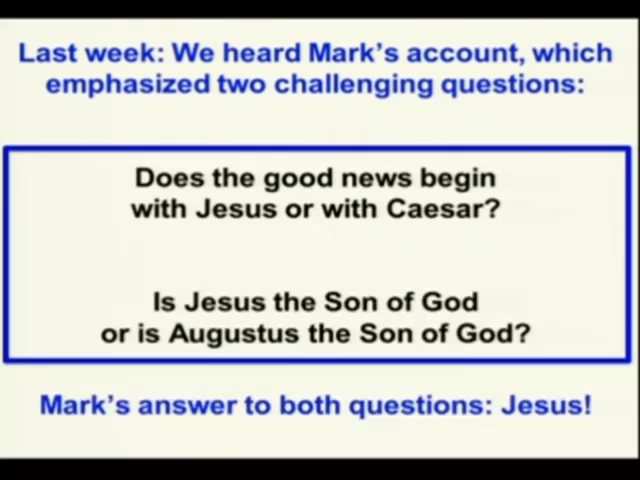 Last week: We heard Mark's account, which
emphasized two challenging questions:
Does the good news begin
with Jesus or with Caesar?
Is Jesus the Son of God
or is Augustus the Son of God?
Mark's answer to both questions: Jesus!